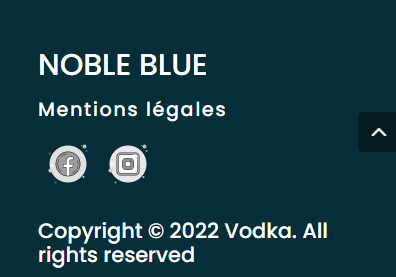 NOBLE BLUE
Mentions légales
Copyright © 2022 Vodka. All
rights reserved